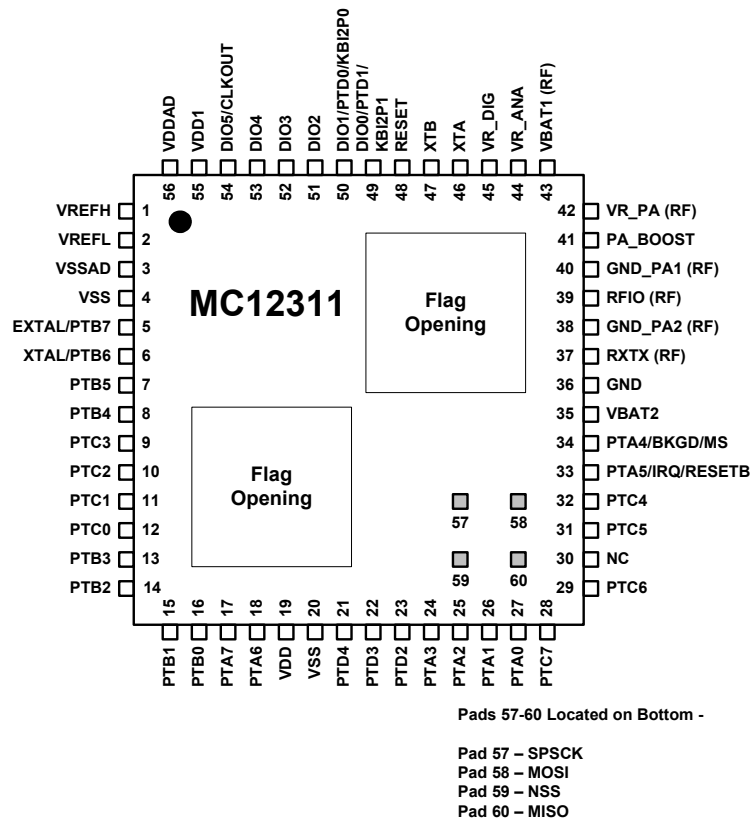 VDDAD
VDD1
DIO5/CLKOUT
DIO4
DIO3
DIO2
DIO1/PTD0/KBI2P0
DIO0/PTD1/
KBI2P1
RESET
XTB
XTA
VR_DIG
VR_ANA
VBAT1 (RF)
56 55 54 53 52 51 50 49 48 47 46 45 44 43
VREFH 1
VREFL 2
VSSAD 3
VSS 4
EXTAL/PTB7 5
XTAL/PTB6 6
PTB5 7
PTB4 8
PTC3 9
PTC2 10
PTC1 11
PTC0 12
PTB3 13
PTB2 14
MC12311
Flag
Opening
Flag
Opening
57 58
59 60
42 VR_PA (RF)
41 PA_BOOST
40 GND_PA1 (RF)
39 RFIO (RF)
38 GND_PA2 (RF)
37 RXTX (RF)
36 GND
35 VBAT2
34 PTA4/BKGD/MS
33 PTA5/IRQ/RESETB
32 PTC4
31 PTC5
30 NC
29 PTC6
15 16 17 18 19 20 21 22 23 24 25 26 27 28
PTB1
PTB0
PTA7
PTA6
VDD
VSS
PTD4
PTD3
PTD2
PTA3
PTA2
PTA1
PTA0
PTC7
Pads 57-60 Located on Bottom -
Pad 57 – SPSCK
Pad 58 – MOSI
Pad 59 – NSS
Pad 60 – MISO